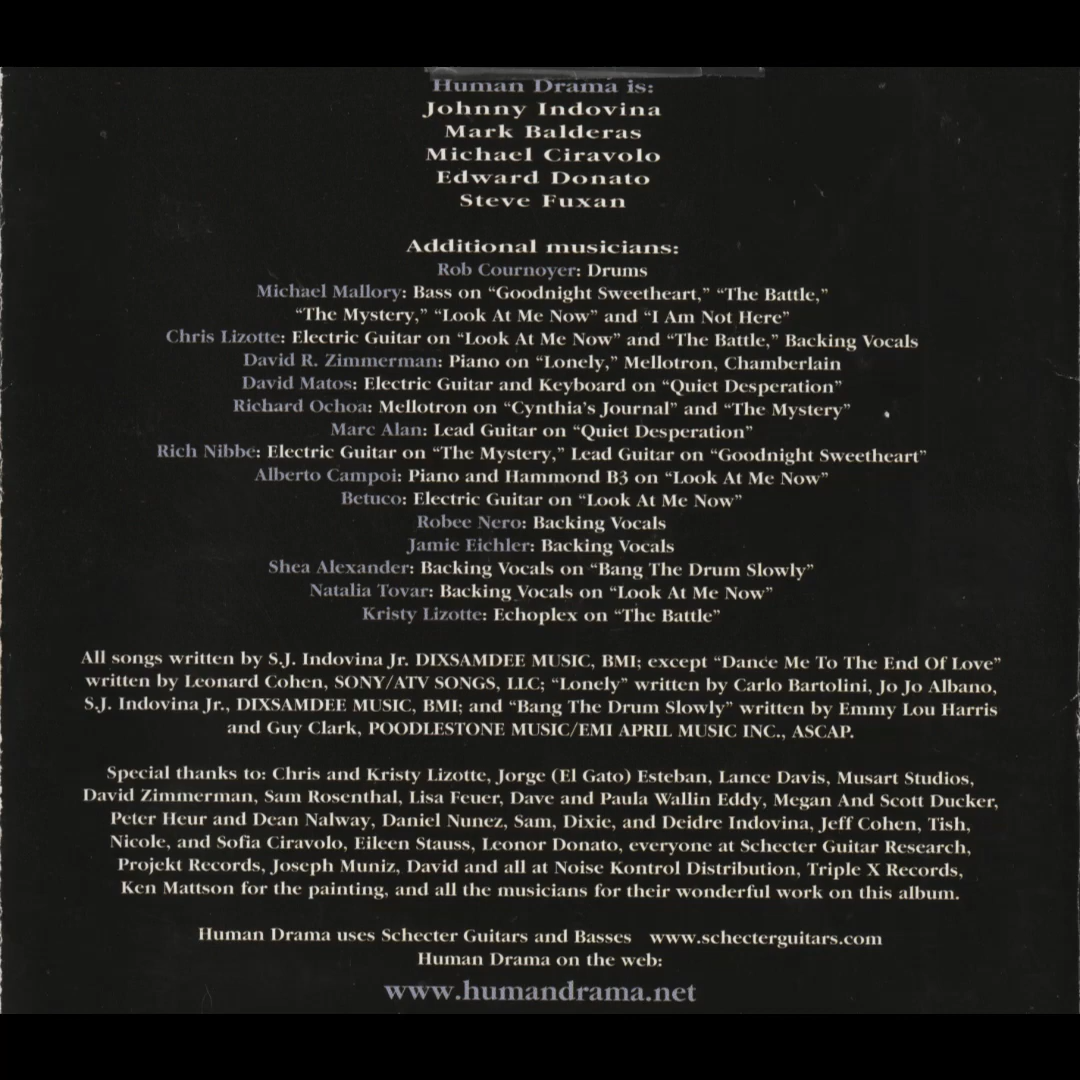 Human Drama is:
Johnny Indovina
Mark Balderas
Michael Ciravolo
Edward Donato
Steve Fuxan
Additional musicians:
Rob Cournoyer: Drums
Michael Mallory: Bass on “Goodnight Sweetheart,” “The Battle,”
“The Mystery,” “Look At Me Now” and “I Am Not Here”
Chris Lizotte: Electric Guitar on “Look At Me Now” and “The Battle,” Backing Vocals
David R. Zimmerman: Piano on “Lonely,” Mellotron, Chamberlain
David Matos: Electric Guitar and Keyboard on “Quiet Desperation”
Richard Ochoa: Mellotron on “Cynthia’s Journal” and “The Mystery”
Marc Alan: Lead Guitar on “Quiet Desperation”
Rich Nibbe: Electric Guitar on “The Mystery,” Lead Guitar on “Goodnight Sweetheart”
Alberto Campoi: Piano and Hammond B3 on “Look At Me Now”
Betuco: Electric Guitar on “Look At Me Now”
Robee Nero: Backing Vocals
Jamie Eichler: Backing Vocals
Shea Alexander: Backing Vocals on “Bang The Drum Slowly”
Natalia Tovar: Backing Vocals on “Look At Me Now”
Kristy Lizotte: Echoplex on “The Battle”
All songs written by S.J. Indovina Jr. DIXSAMDEE MUSIC, BMI; except “Dance Me To The End Of Love”
written by Leonard Cohen, SONY/ATV SONGS, LLC; “Lonely” written by Carlo Bartolini, Jo Jo Albano,
S.J. Indovina Jr., DIXSAMDEE MUSIC, BMI; and “Bang The Drum Slowly” written by Emmy Lou Harris
and Guy Clark, POODLESTONE MUSIC/EMI APRIL MUSIC INC., ASCAP.
Special thanks to: Chris and Kristy Lizotte, Jorge (El Gato) Esteban, Lance Davis, Musart Studios,
David Zimmerman, Sam Rosenthal, Lisa Feuer, Dave and Paula Wallin Eddy, Megan And Scott Ducker,
Peter Heur and Dean Nalway, Daniel Nunez, Sam, Dixie, and Deidre Indovina, Jeff Cohen, Tish,
Nicole, and Sofia Ciravolo, Eileen Stauss, Leonor Donato, everyone at Schecter Guitar Research,
Projekt Records, Joseph Muniz, David and all at Noise Kontrol Distribution, Triple X Records,
Ken Mattson for the painting, and all the musicians for their wonderful work on this album.
Human Drama uses Schecter Guitars and Basses www.schecterguitars.com
Human Drama on the web:
www.humandrama.net